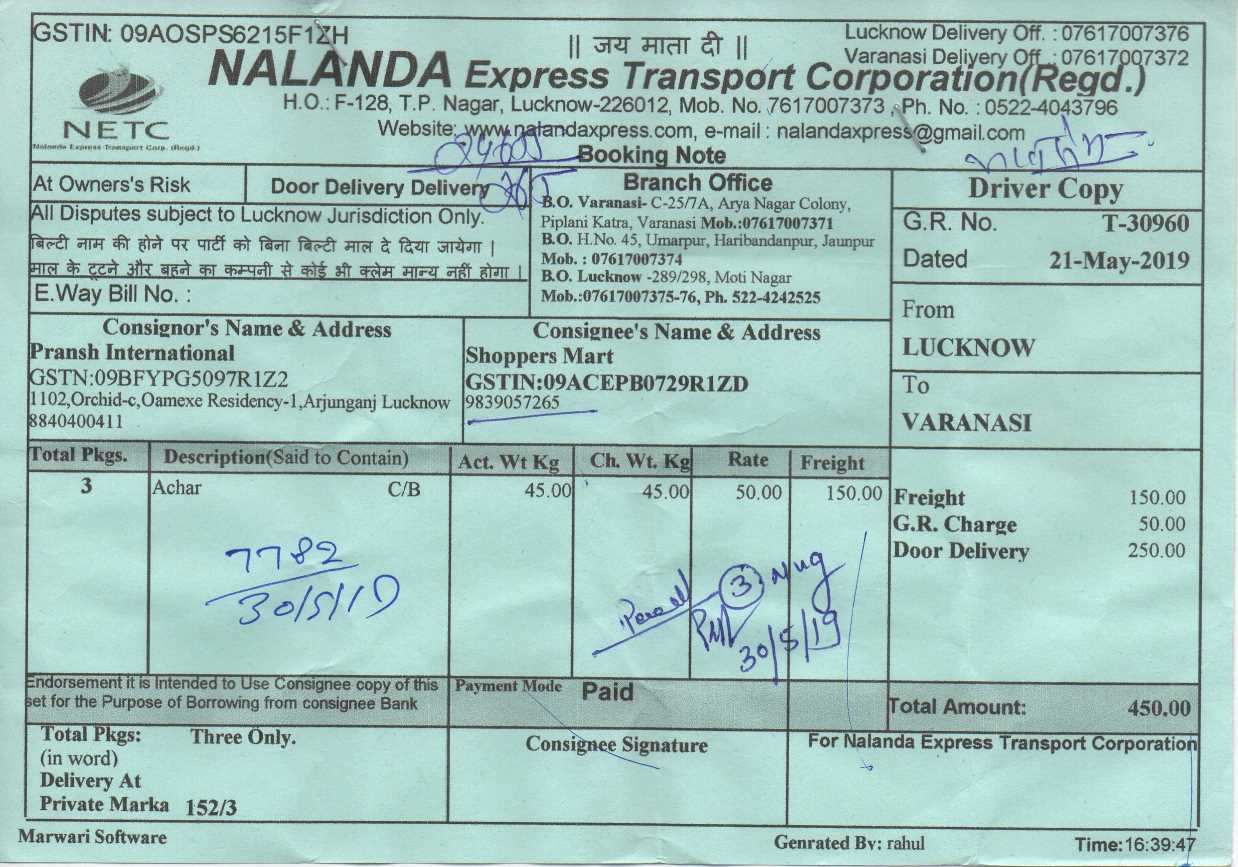 GSTIN: 09AOSPS6215F1ZH
|| जय माता दी ||
Lucknow Delivery Off. : 07617007376
Varanasi Delivery Off. : 07617007372
NALANDA Express Transport Corporation(Regd.)
H.O.: F-128, T.P. Nagar, Lucknow-226012, Mob. No. 7617007373 , Ph. No. : 0522-4043796
NETC
Nalanda Express Transport Corp. (Regd.)
Website: www.nalandaxpress.com, e-mail : nalandaxpress@gmail.com
Booking Note
At Owners's Risk
Door Delivery Delivery
All Disputes subject to Lucknow Jurisdiction Only.
बिल्टी नाम की होने पर पार्टी को बिना बिल्टी माल दे दिया जायेगा |
माल के टूटने और बहने का कम्पनी से कोई भी क्लेम मान्य नहीं होगा |
E.Way Bill No. :
Branch Office
B.O. Varanasi- C-25/7A, Arya Nagar Colony,
Piplani Katra, Varanasi Mob.:07617007371
B.O. H.No. 45, Umarpur, Haribandanpur, Jaunpur
Mob. : 07617007374
B.O. Lucknow -289/298, Moti Nagar
Mob.:07617007375-76, Ph. 522-4242525
Driver Copy
G.R. No. T-30960
Dated 21-May-2019
From
LUCKNOW
To
VARANASI
Consignor's Name & Address
Pransh International
GSTN:09BFYPG5097R1Z2
1102,Orchid-c,Oamexe Residency-1,Arjunganj Lucknow
8840400411
Consignee's Name & Address
Shoppers Mart
GSTIN:09ACEPB0729R1ZD
9839057265
Total Pkgs. Description(Said to Contain) Act. Wt Kg Ch. Wt. Kg Rate Freight
3 Achar C/B 45.00 45.00 50.00 150.00
7782
30/5/19
3 Nug
30/5/19
Freight 150.00
G.R. Charge 50.00
Door Delivery 250.00
Endorsement it is Intended to Use Consignee copy of this
set for the Purpose of Borrowing from consignee Bank
Payment Mode Paid
Total Amount: 450.00
Total Pkgs: Three Only.
(in word)
Delivery At
Private Marka 152/3
Consignee Signature
For Nalanda Express Transport Corporation
Marwari Software
Genrated By: rahul
Time:16:39:47